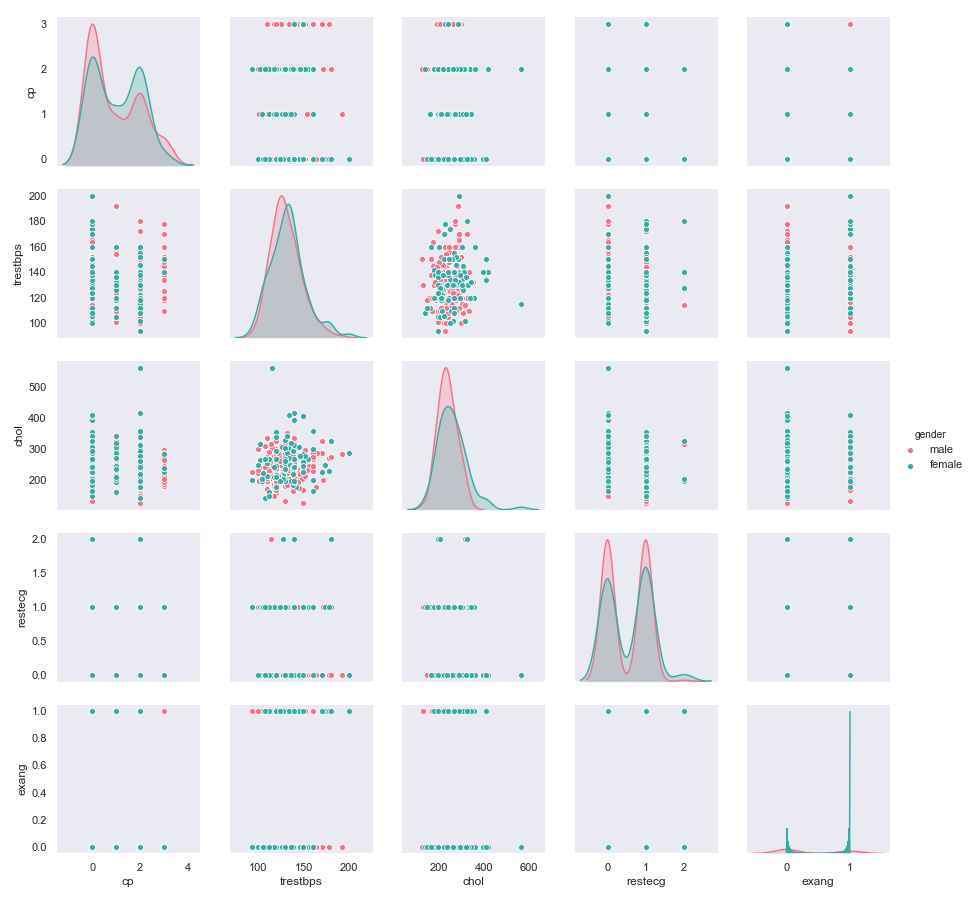 3
2
1
0
cp
200
180
160
140
120
100
trestbps
500
400
300
200
chol
gender
male
female
2.0
1.5
1.0
0.5
0.0
restecg
1.0
0.8
0.6
0.4
0.2
0.0
exang
0 2 4
100 150 200
200 400 600
0 1 2
0 1
cp
trestbps
chol
restecg
exang